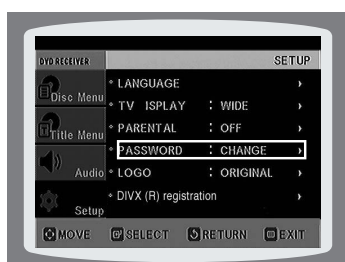 DVD RECEIVER SETUP
Disc Menu
Title Menu
Audio
Setup
LANGUAGE
TV ISPLAY : WIDE
PARENTAL : OFF
PASSWORD : CHANGE
LOGO : ORIGINAL
DIVX (R) registration
MOVE SELECT RETURN EXIT